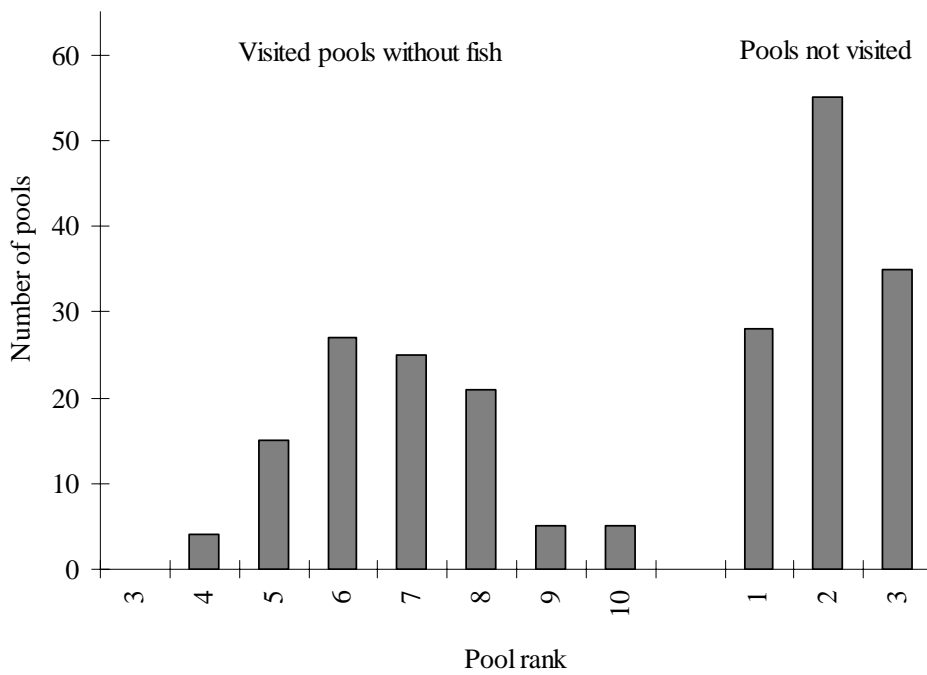 Visited pools without fish
Pools not visited
Number of pools
60
50
40
30
20
10
0
3 4 5 6 7 8 9 10 1 2 3
Pool rank